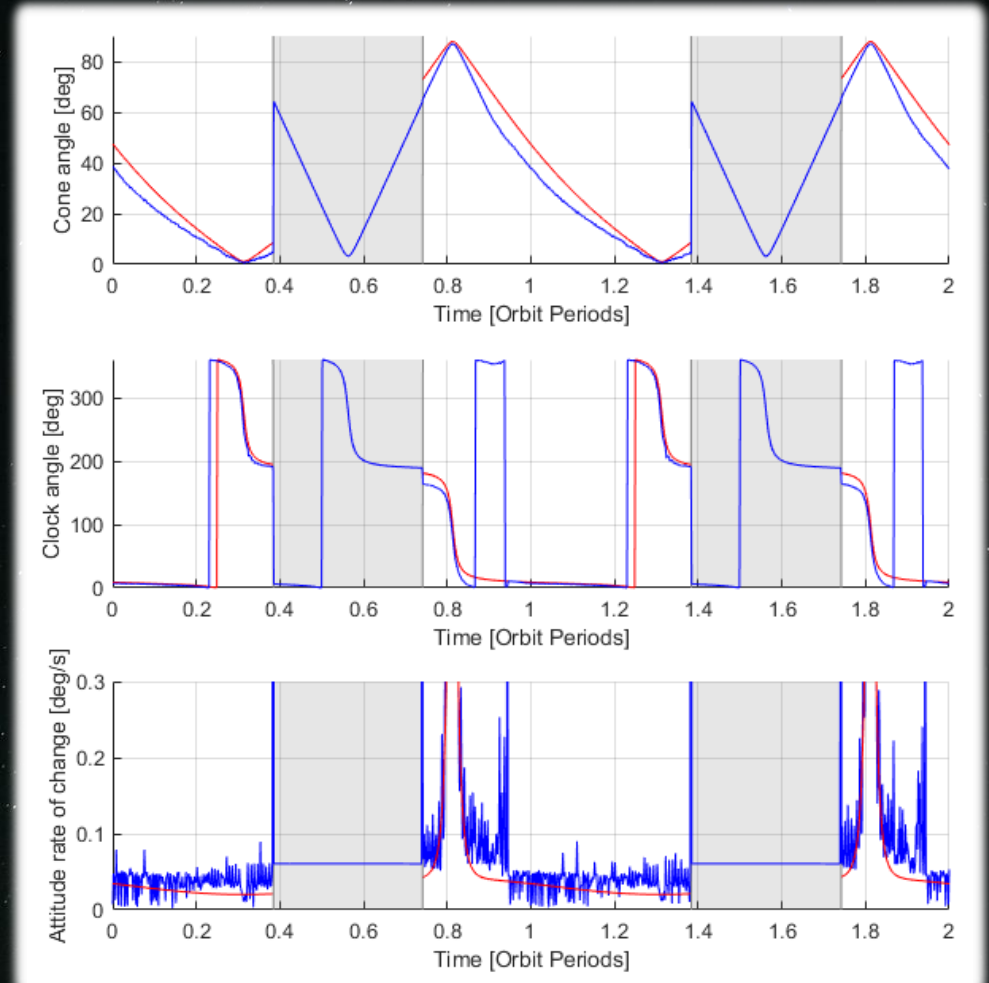 Cone angle [deg]
80
60
40
20
0
0 0.2 0.4 0.6 0.8 1 1.2 1.4 1.6 1.8 2
Time [Orbit Periods]
Clock angle [deg]
300
200
100
0
0 0.2 0.4 0.6 0.8 1 1.2 1.4 1.6 1.8 2
Time [Orbit Periods]
Attitude rate of change [deg/s]
0.3
0.2
0.1
0
0 0.2 0.4 0.6 0.8 1 1.2 1.4 1.6 1.8 2
Time [Orbit Periods]